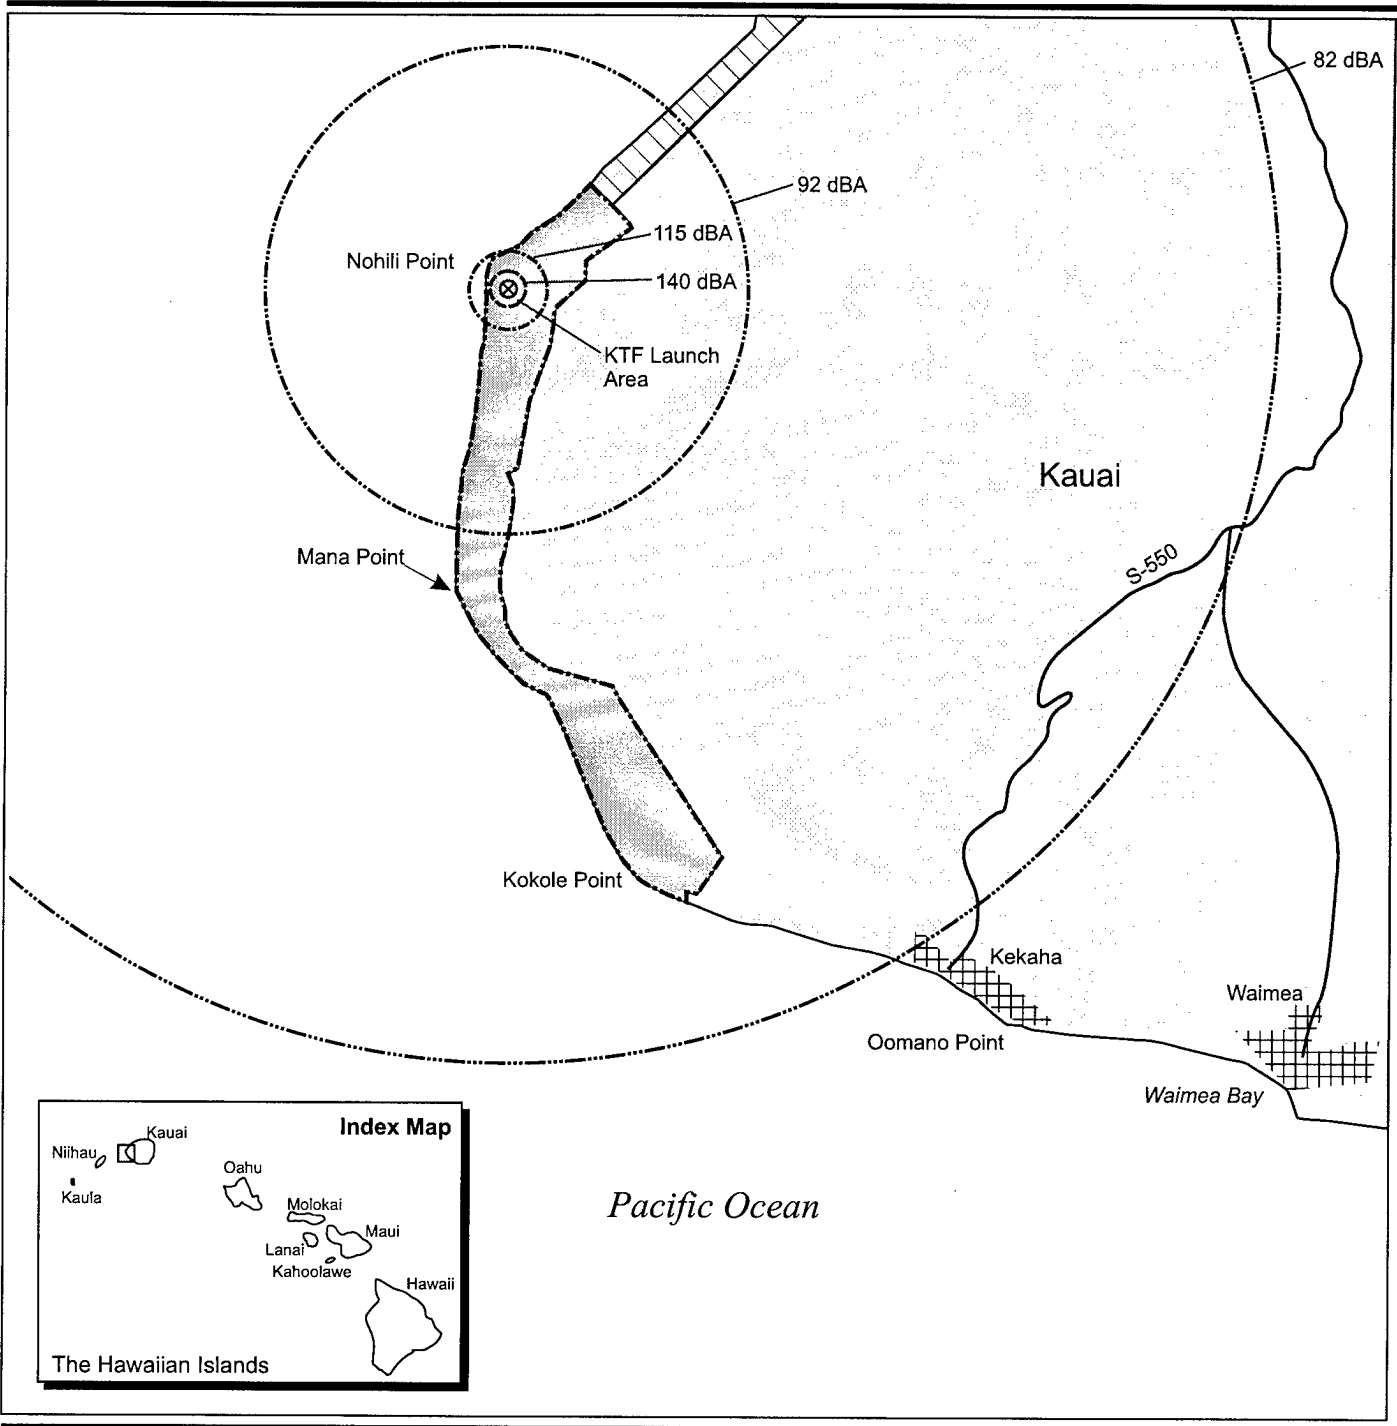 82 dBA
92 dBA
115 dBA
Nohili Point
140 dBA
KTF Launch
Area
Kauai
Mana Point
S-550
Kokole Point
Kekaha
Waimea
Oomano Point
Waimea Bay
Pacific Ocean
Index Map
Kauai
Niihau
Kaula
Oahu
Molokai
Maui
Lanai
Kahoolawe
Hawaii
The Hawaiian Islands